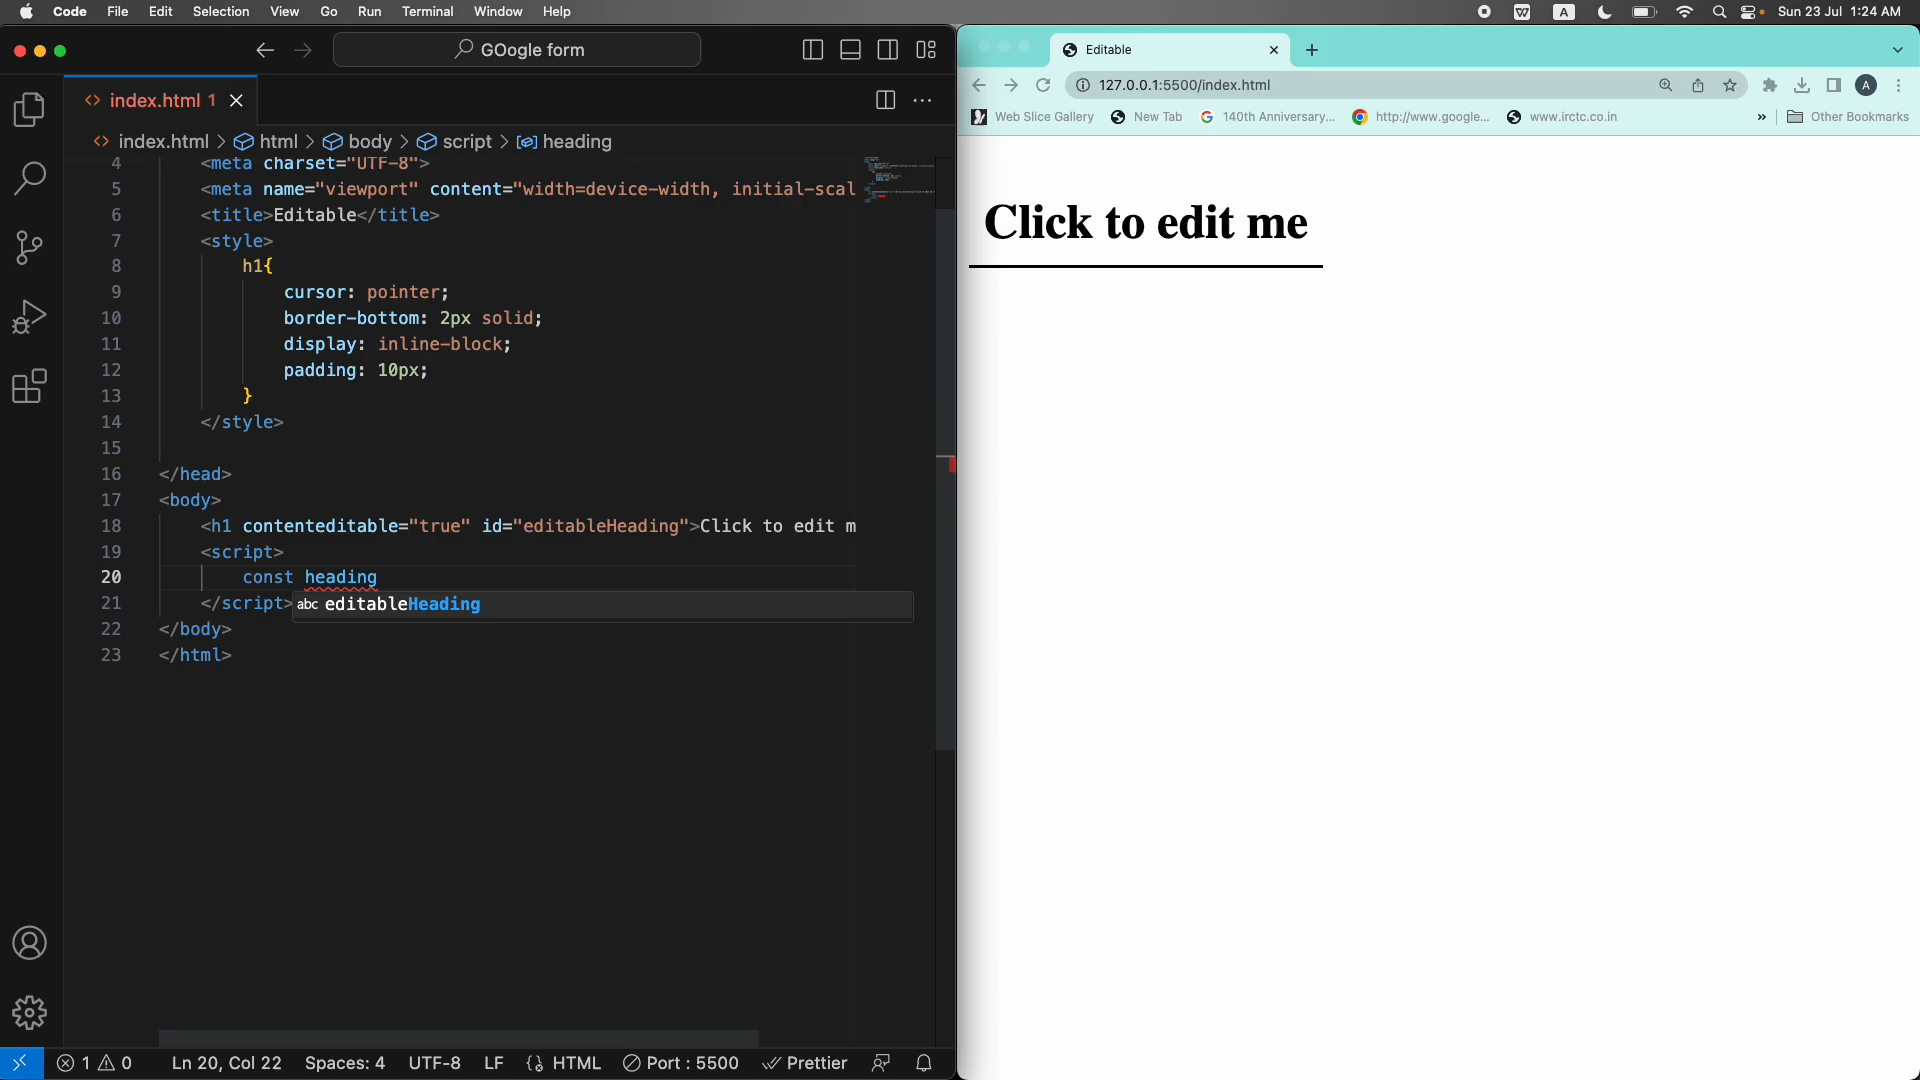 Code File Edit Selection View Go Run Terminal Window Help
A Sun 23 Jul 1:24 AM
GOogle form
index.html 1
index.html > html > body > script > heading
4 <meta charset="UTF-8">
5 <meta name="viewport" content="width=device-width, initial-scal
6 <title>Editable</title>
7 <style>
8 h1{
9 cursor: pointer;
10 border-bottom: 2px solid;
11 display: inline-block;
12 padding: 10px;
13 }
14 </style>
15
16 </head>
17 <body>
18 <h1 contenteditable="true" id="editableHeading">Click to edit m
19 <script>
20 const heading
21 </script>
abc editableHeading
22 </body>
23 </html>
1 0 Ln 20, Col 22 Spaces: 4 UTF-8 LF HTML Port : 5500 Prettier
Editable
127.0.0.1:5500/index.html
A
Web Slice Gallery New Tab 140th Anniversary... http://www.google... www.irctc.co.in » Other Bookmarks
Click to edit me